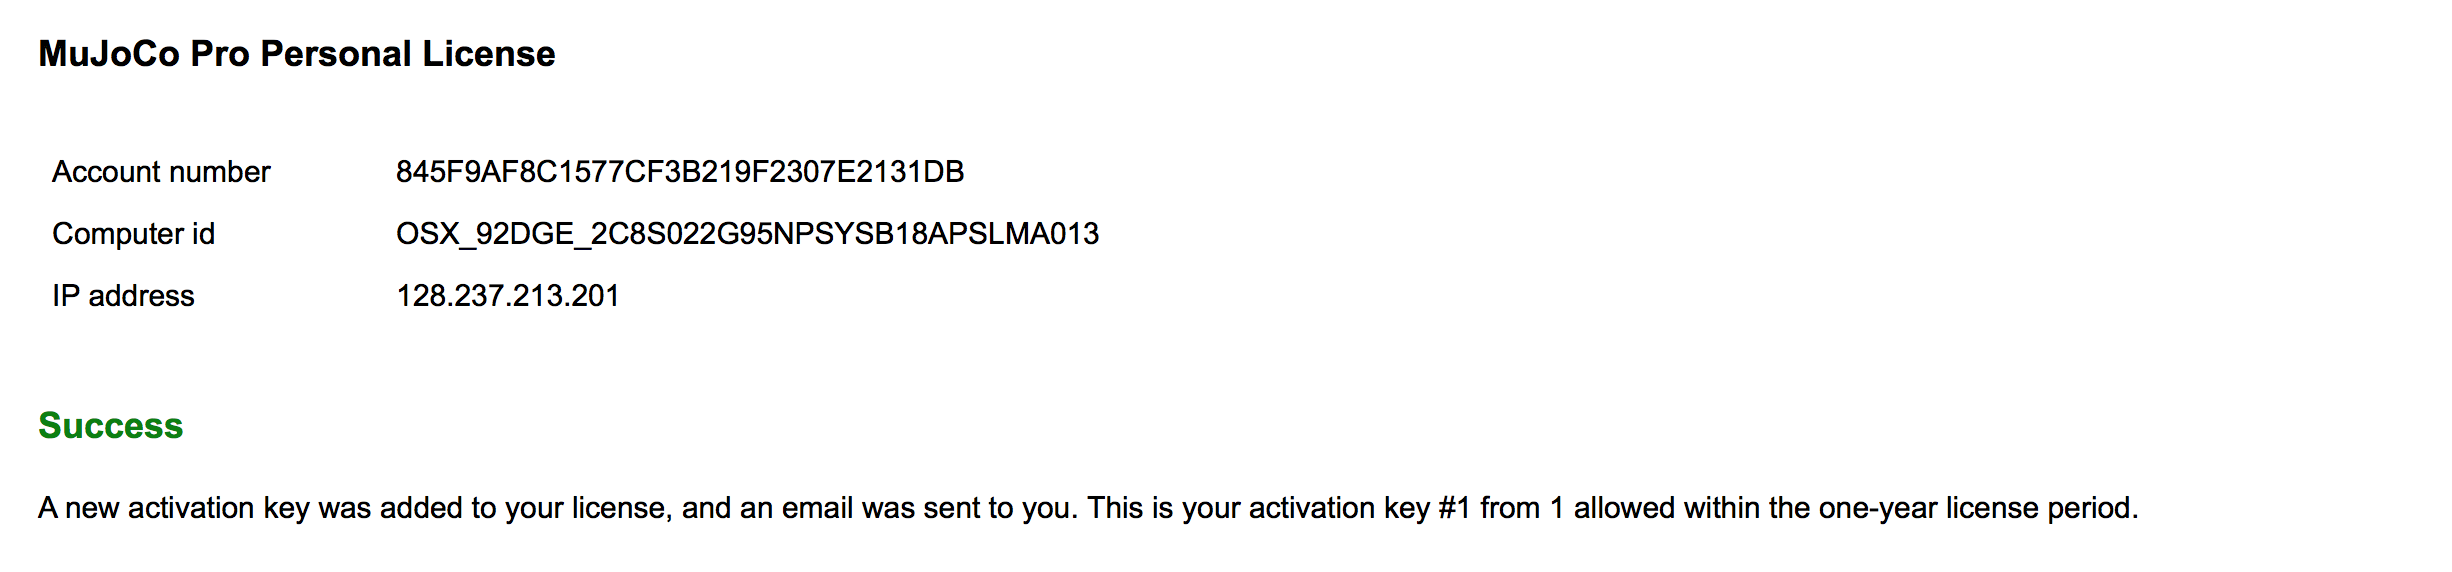 MuJoCo Pro Personal License
Account number 845F9AF8C1577CF3B219F2307E2131DB
Computer id OSX_92DGE_2C8S022G95NPSYSB18APSLMA013
IP address 128.237.213.201
Success
A new activation key was added to your license, and an email was sent to you. This is your activation key #1 from 1 allowed within the one-year license period.